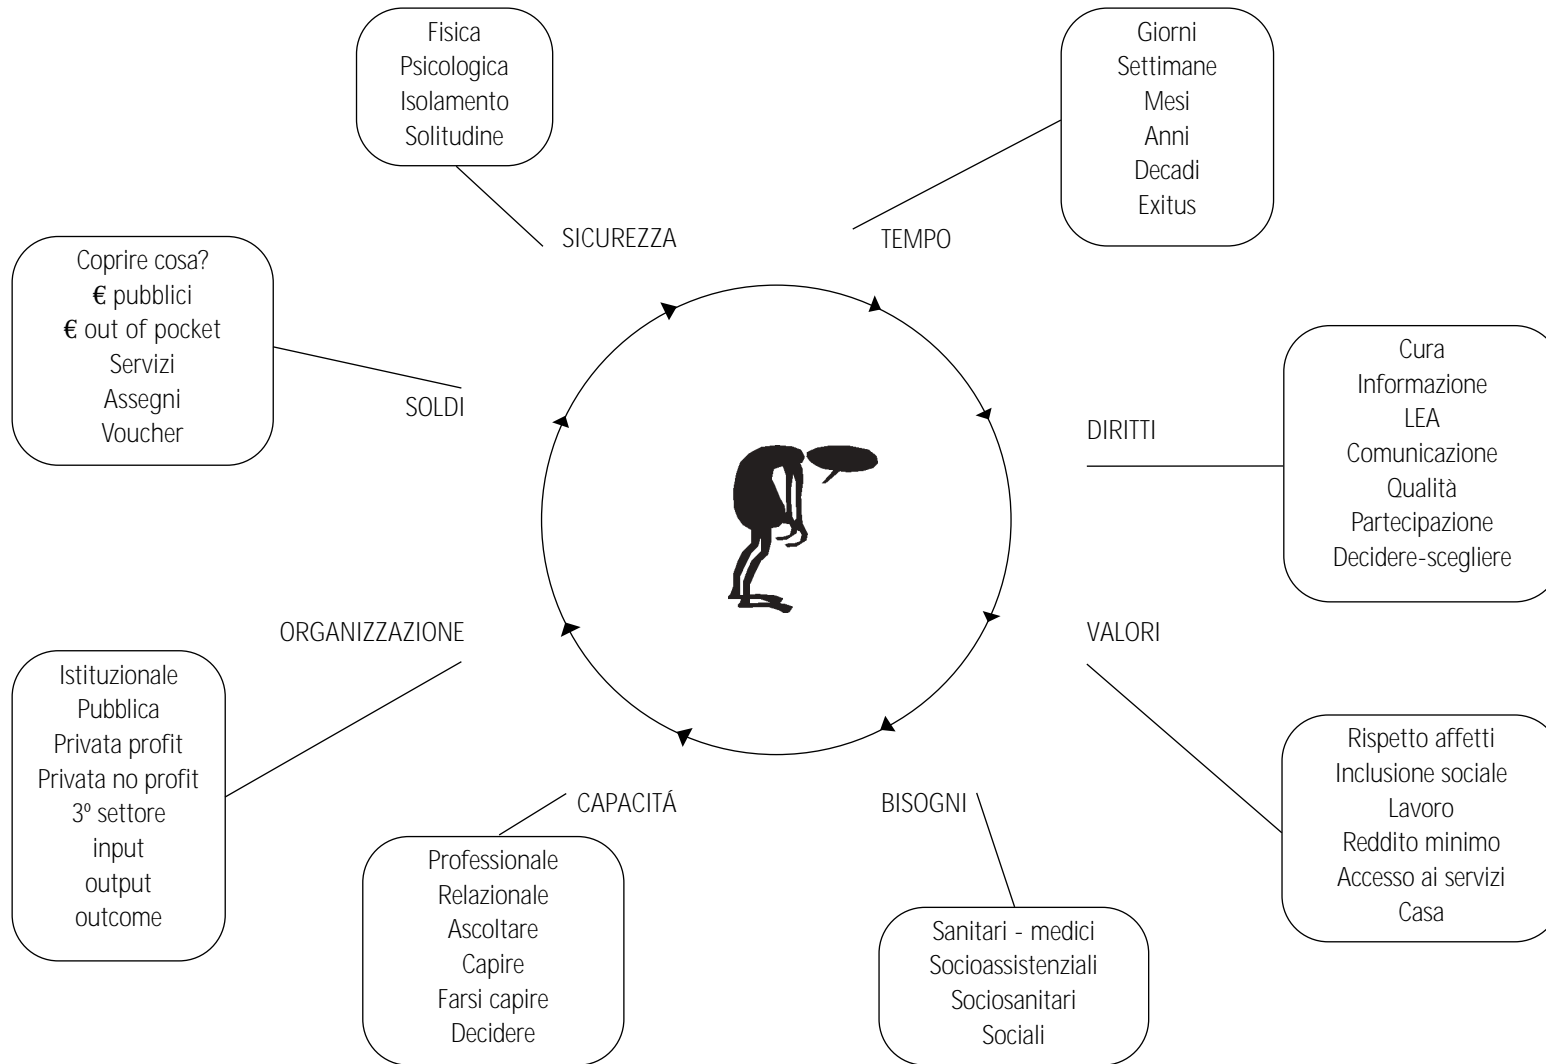 Fisica
Psicologica
Isolamento
Solitudine
SICUREZZA
Giorni
Settimane
Mesi
Anni
Decadi
Exitus
TEMPO
Cura
Informazione
LEA
Comunicazione
Qualità
Partecipazione
Decidere-scegliere
DIRITTI
VALORI
Rispetto affetti
Inclusione sociale
Lavoro
Reddito minimo
Accesso ai servizi
Casa
BISOGNI
Sanitari - medici
Socioassistenziali
Sociosanitari
Sociali
CAPACITÁ
Professionale
Relazionale
Ascoltare
Capire
Farsi capire
Decidere
ORGANIZZAZIONE
Istituzionale
Pubblica
Privata profit
Privata no profit
3º settore
input
output
outcome
Coprire cosa?
€ pubblici
€ out of pocket
Servizi
Assegni
Voucher
SOLDI